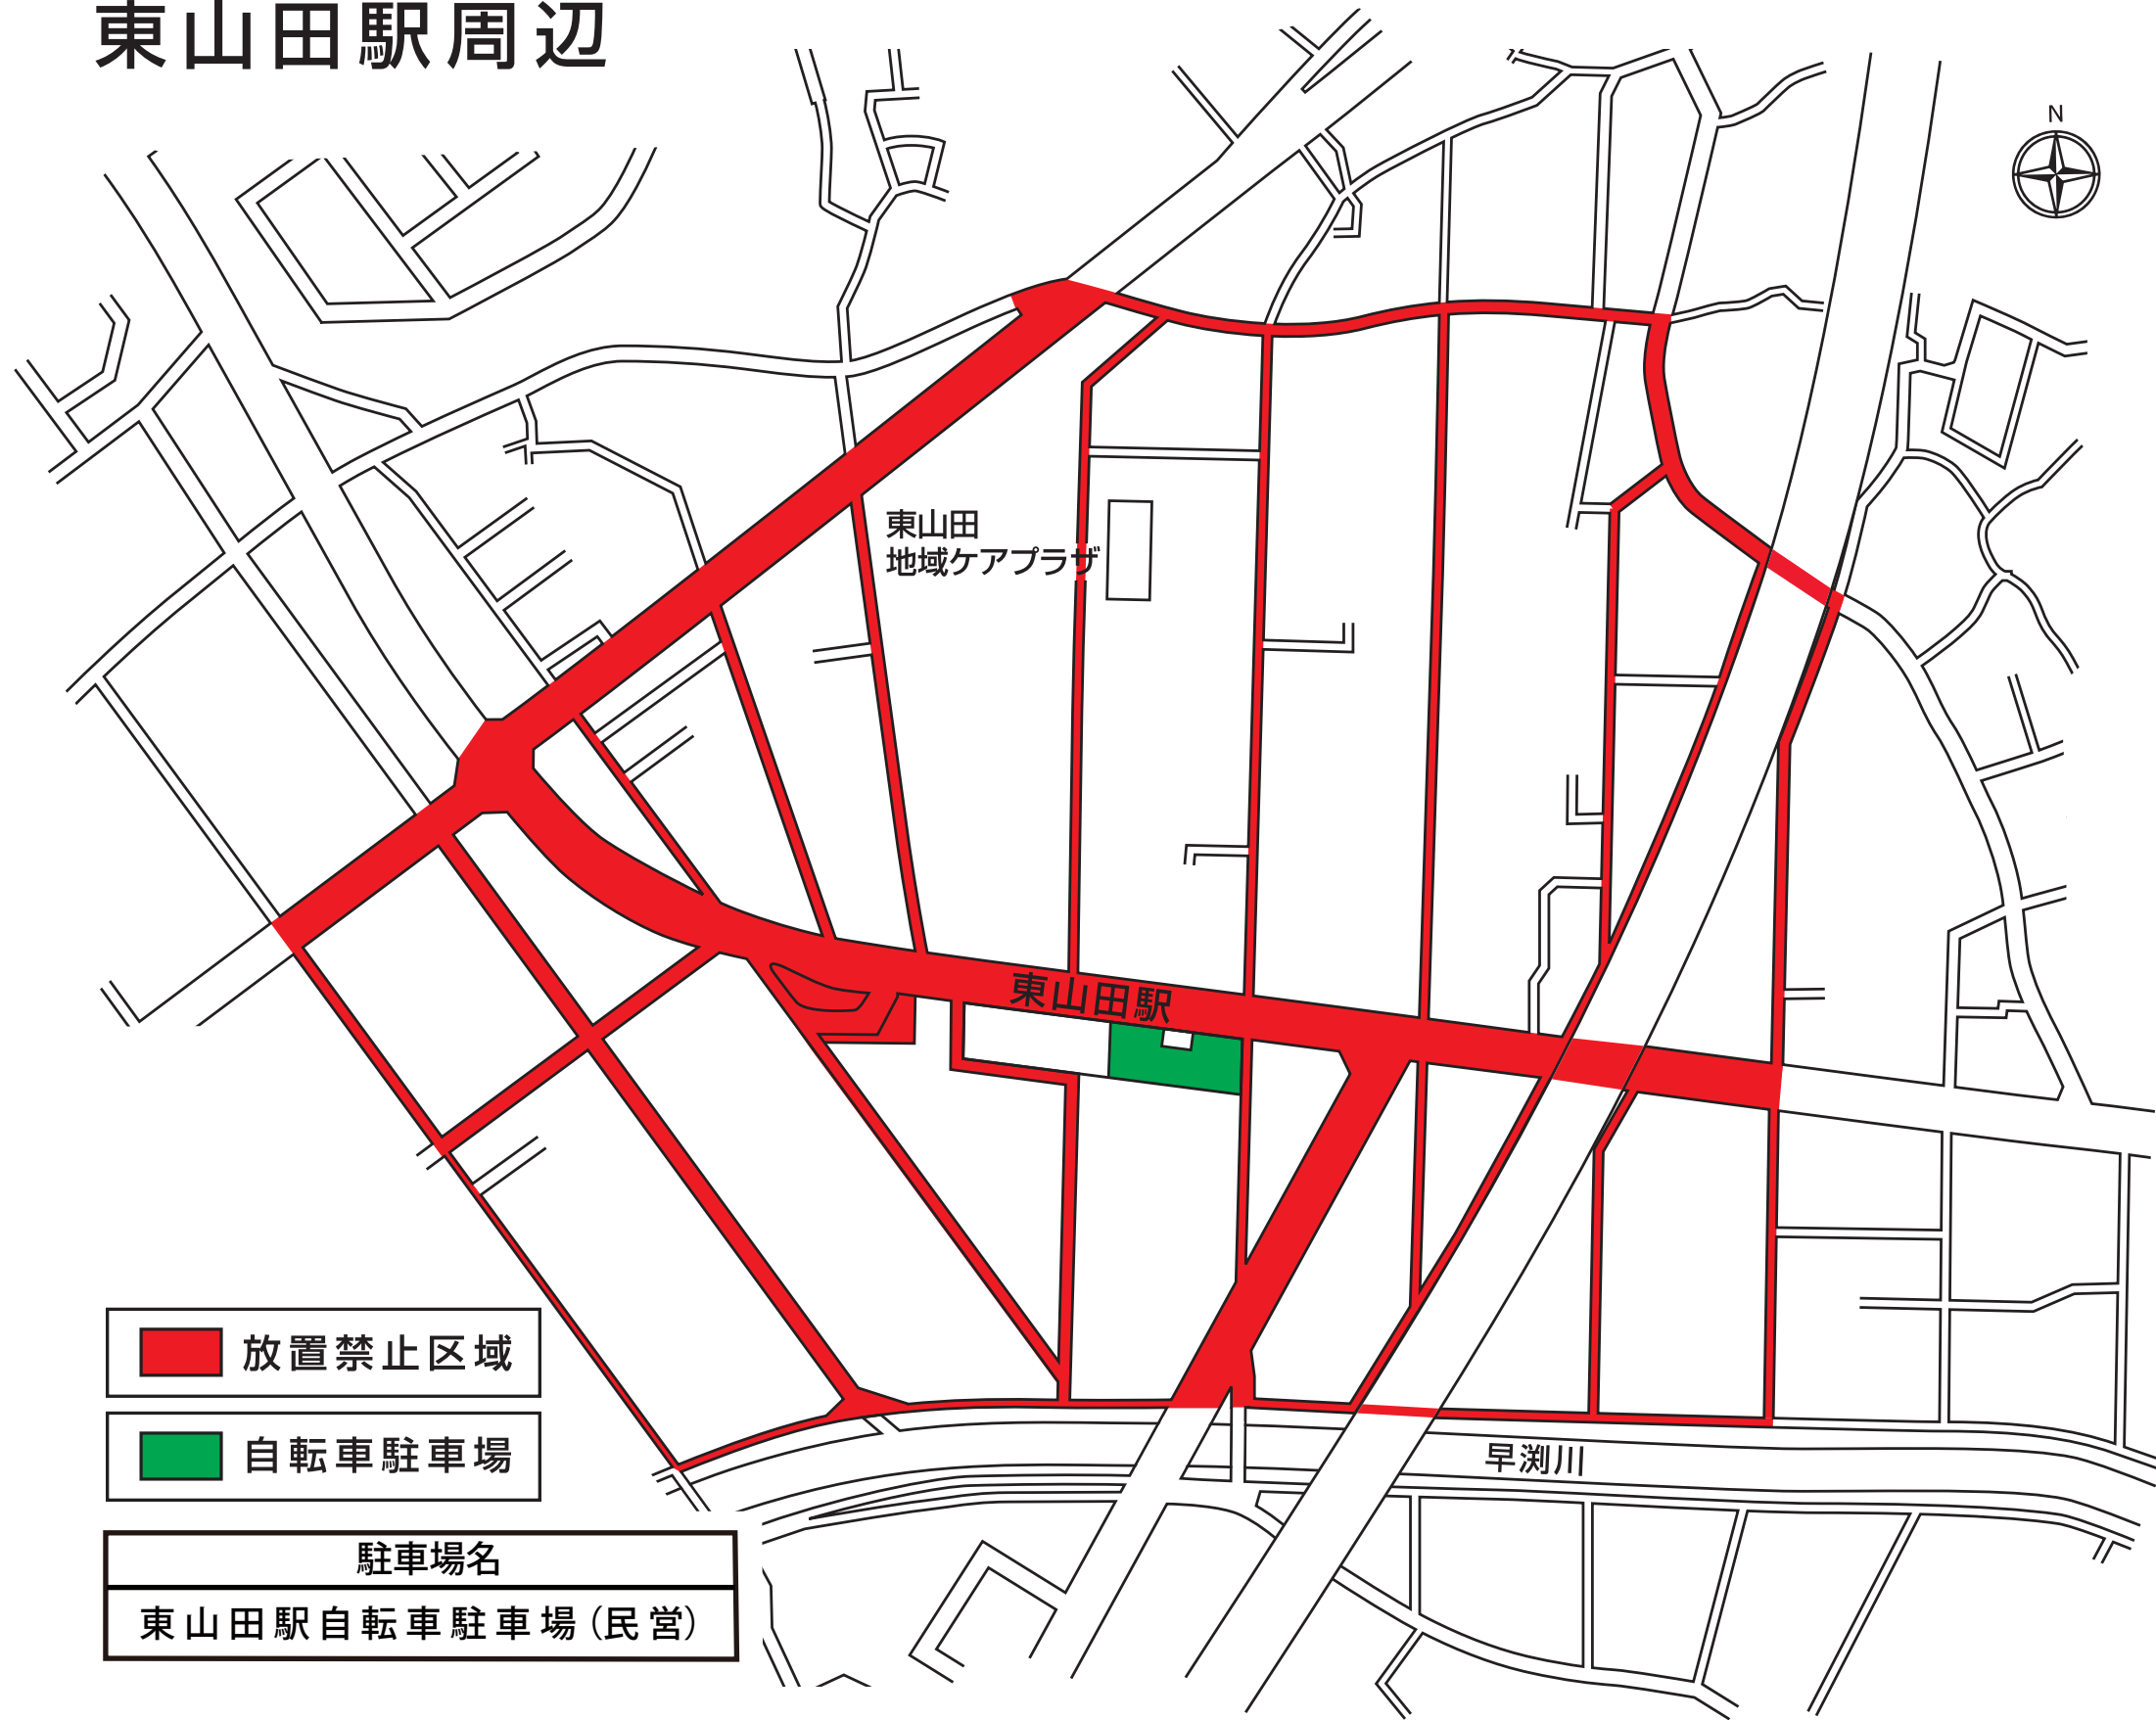 東山田駅周辺
N
東山田
地域ケアプラザ
東山田駅
早渕川
放置禁止区域
自転車駐車場
駐車場名
東山田駅自転車駐車場（民営）